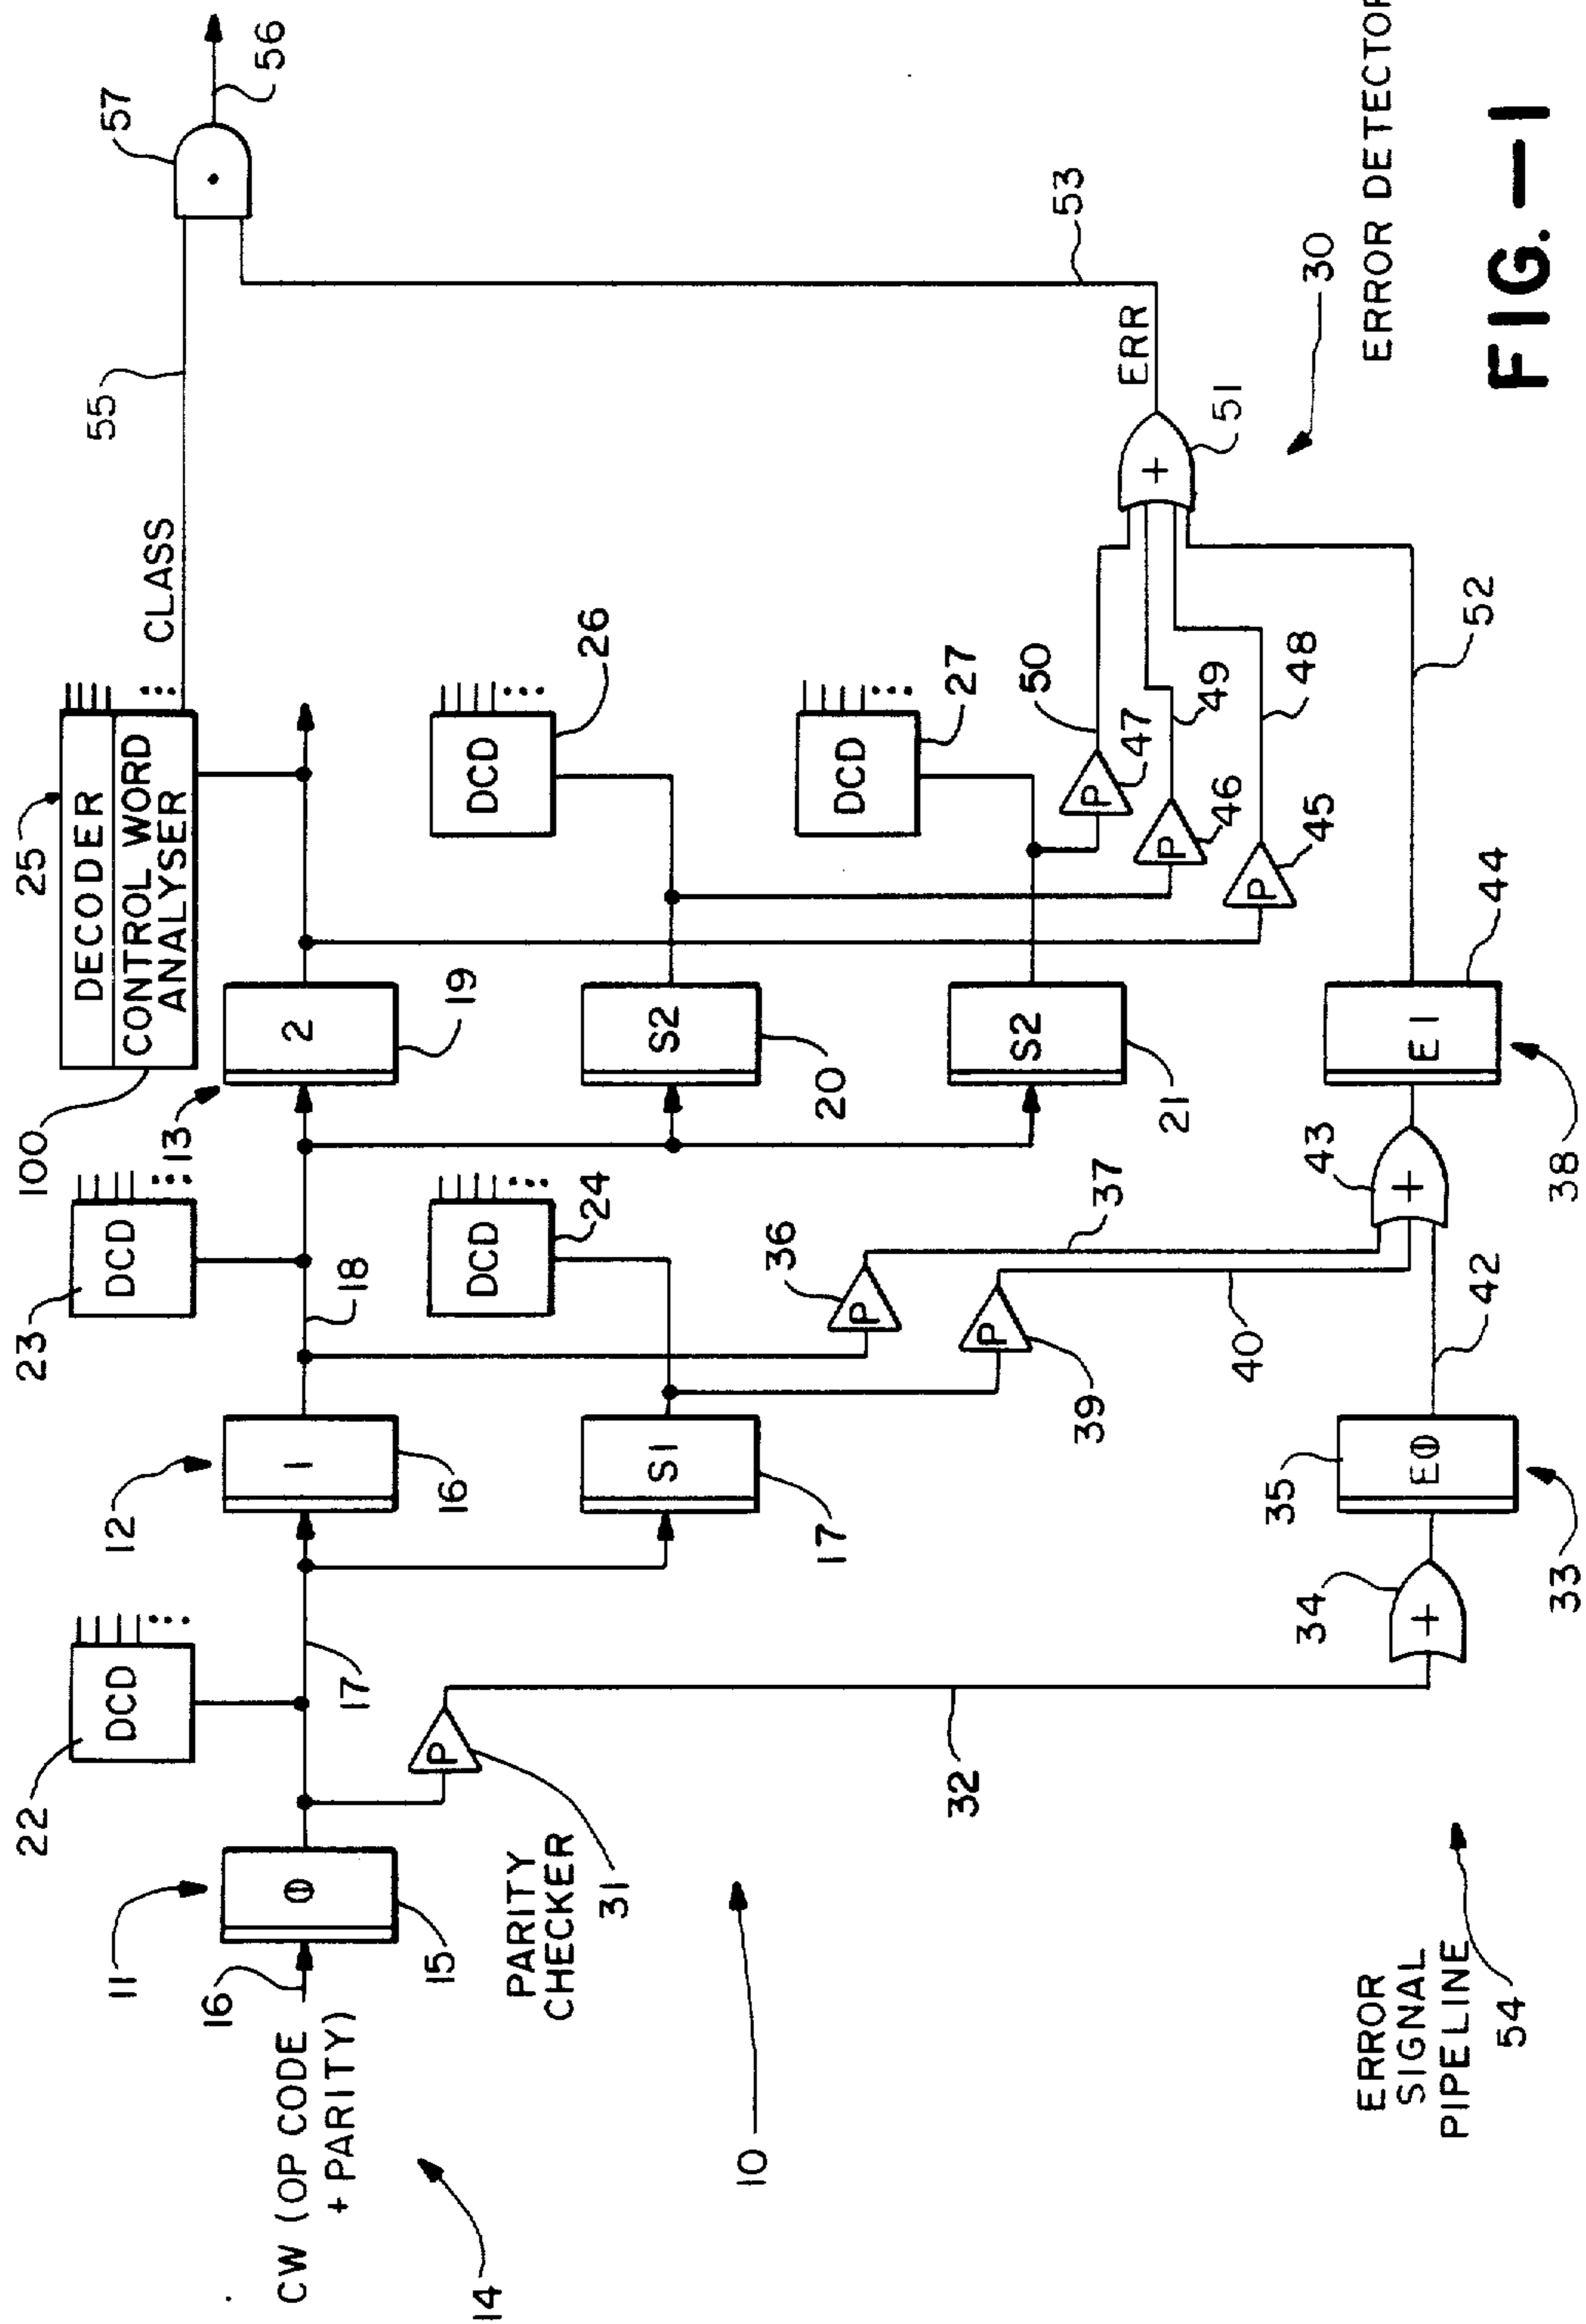 11
22
DCD
12
23
DCD
100
13
25
DECODER
CONTROL WORD
ANALYSER
CLASS
55
57
•
56
16
0
15
17
1
16
18
2
19
CW (OP CODE
+ PARITY)
14
PARITY
CHECKER
31
P
S1
17
DCD
24
S2
20
DCD
26
10
36
P
37
P
39
40
S2
21
DCD
27
50
P
47
P
46
49
P
45
48
ERR
+
51
53
30
ERROR DETECTOR
32
ERROR
SIGNAL
PIPELINE
54
34
+
35
E0
33
42
43
+
E1
38
44
52
FIG.—1